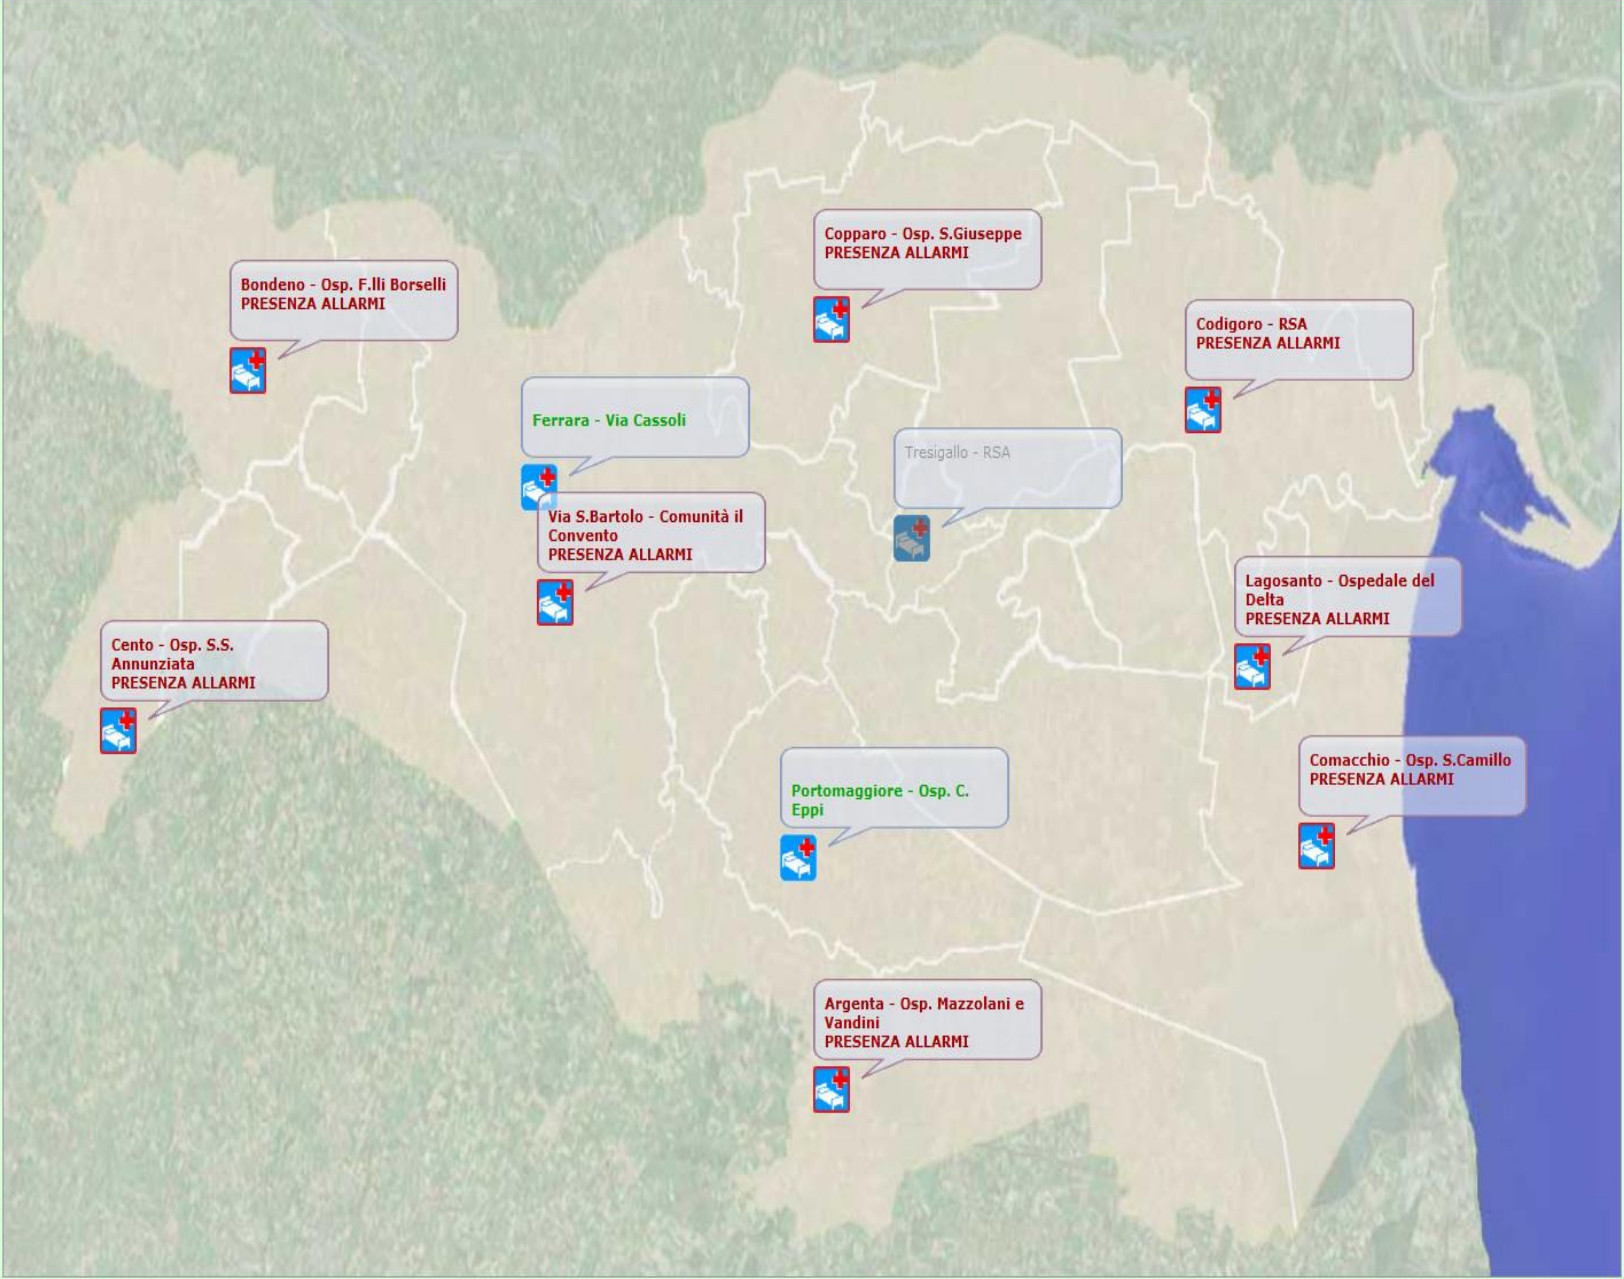 Copparo - Osp. S.Giuseppe
PRESENZA ALLARMI
Bondeno - Osp. F.lli Borselli
PRESENZA ALLARMI
Codigoro - RSA
PRESENZA ALLARMI
Ferrara - Via Cassoli
Tresigallo - RSA
Via S.Bartolo - Comunità il
Convento
PRESENZA ALLARMI
Lagosanto - Ospedale del
Delta
PRESENZA ALLARMI
Cento - Osp. S.S.
Annunziata
PRESENZA ALLARMI
Comacchio - Osp. S.Camillo
PRESENZA ALLARMI
Portomaggiore - Osp. C.
Eppi
Argenta - Osp. Mazzolani e
Vandini
PRESENZA ALLARMI